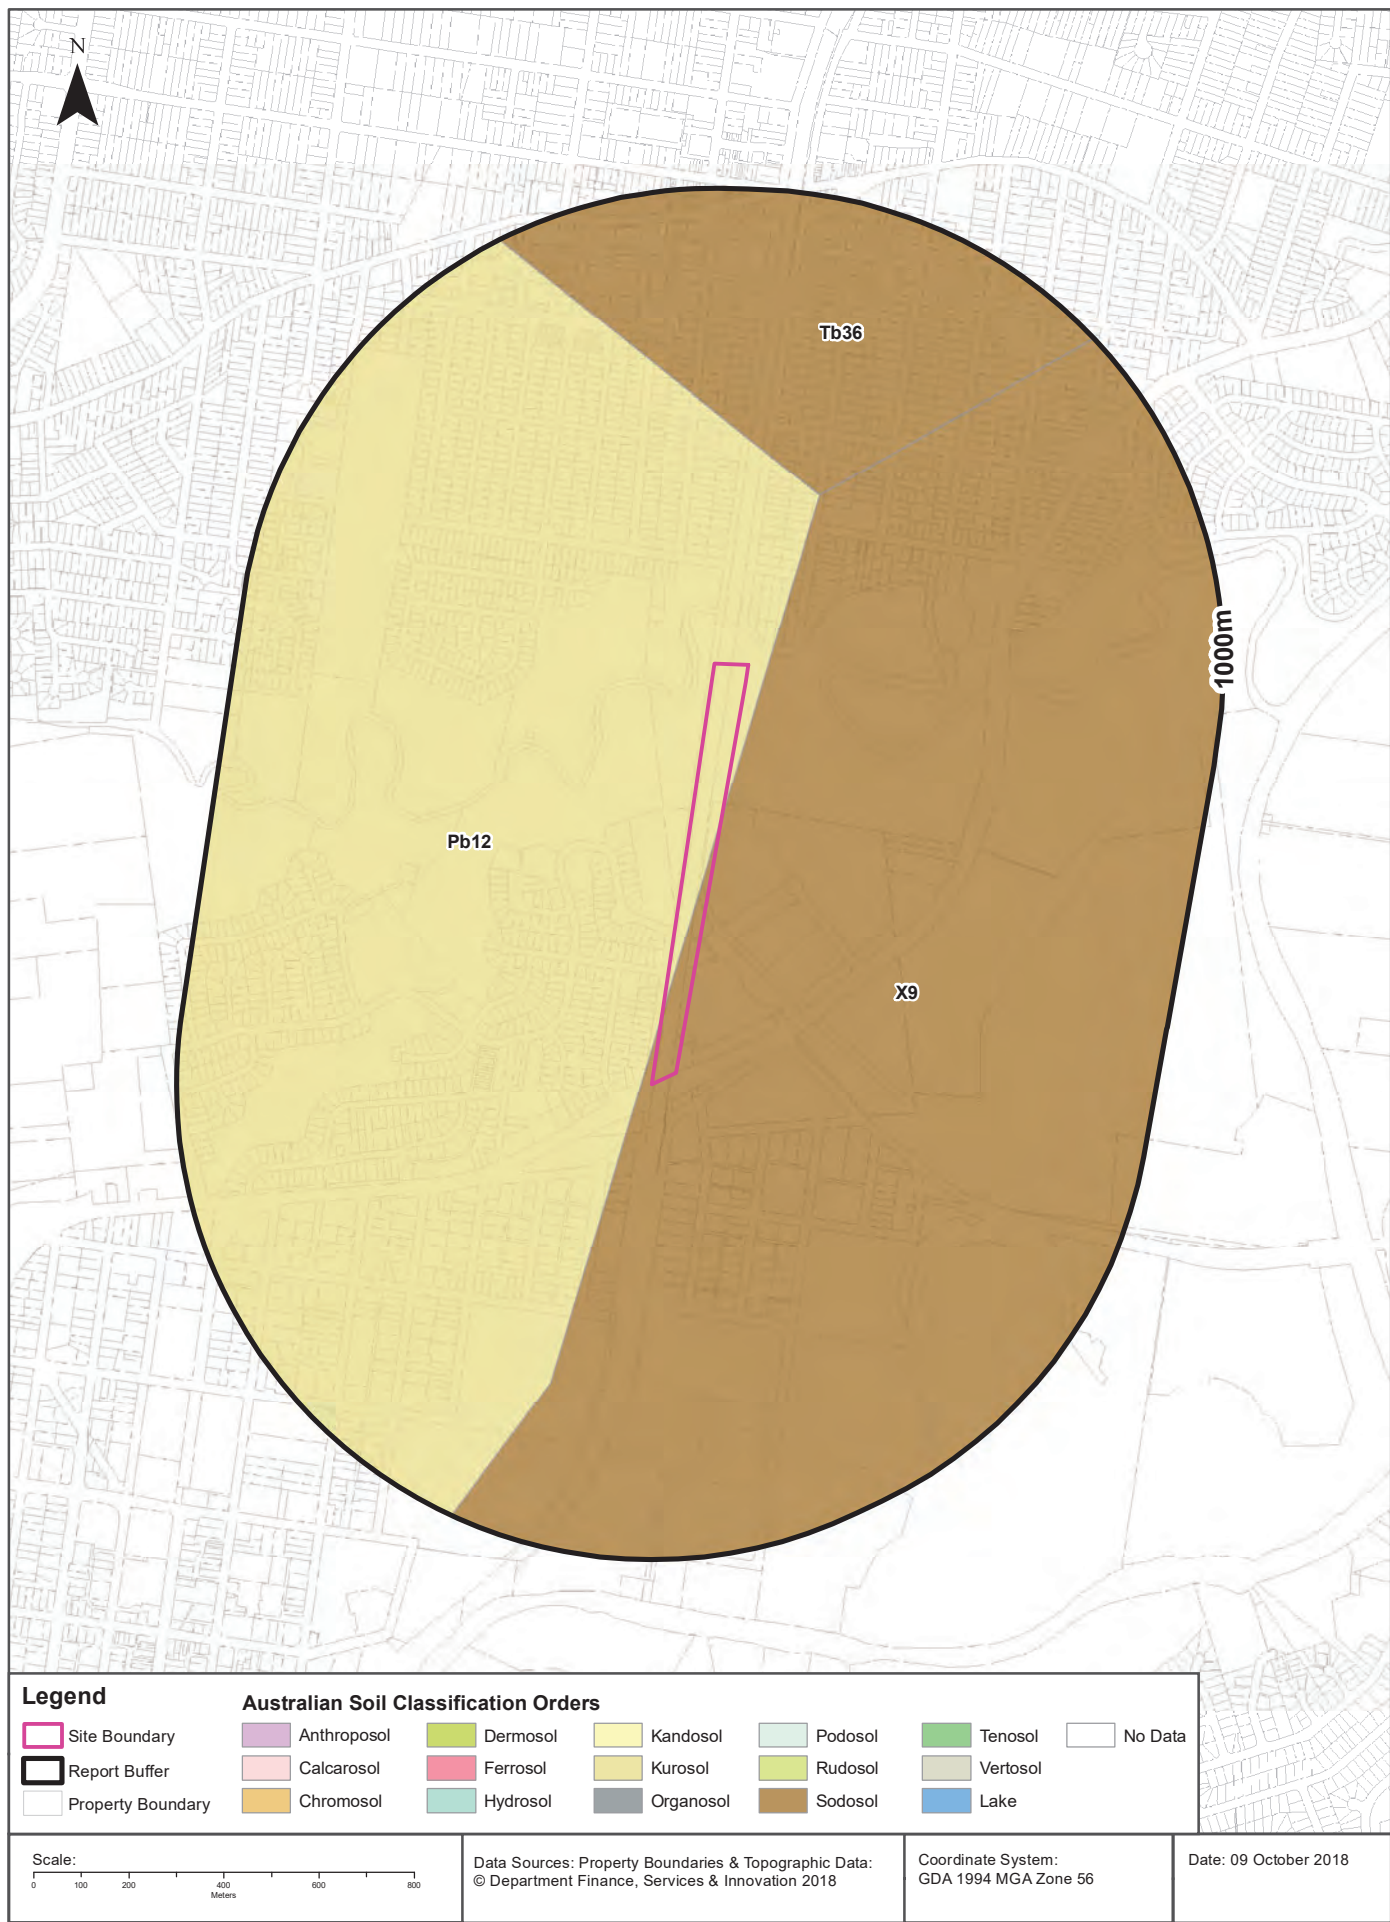 N
Tb36
1000m
Pb12
X9
Legend
Site Boundary
Report Buffer
Property Boundary
Australian Soil Classification Orders
Anthroposol
Calcarosol
Chromosol
Dermosol
Ferrosol
Hydrosol
Kandosol
Kurosol
Organosol
Podosol
Rudosol
Sodosol
Tenosol
Vertosol
Lake
No Data
Scale:
0 100 200 400 600 800
Meters
Data Sources: Property Boundaries & Topographic Data:
© Department Finance, Services & Innovation 2018
Coordinate System:
GDA 1994 MGA Zone 56
Date: 09 October 2018